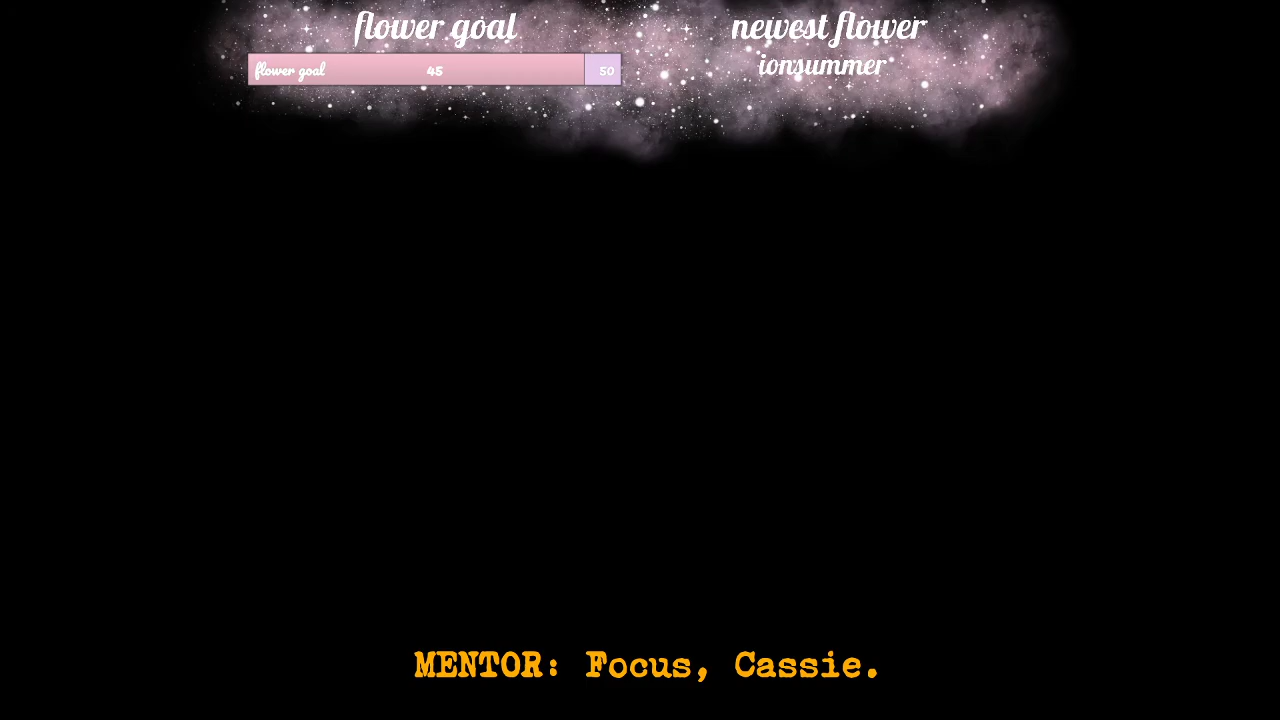 flower goal
flower goal 45 50
newest flower
ionsummer
MENTOR: Focus, Cassie.